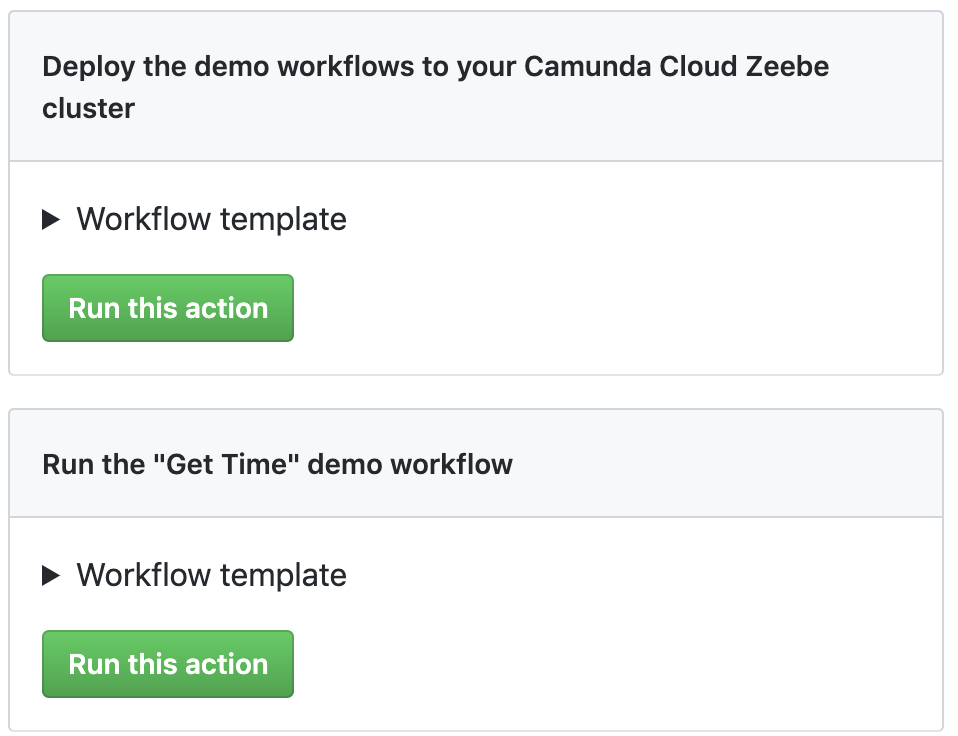 Deploy the demo workflows to your Camunda Cloud Zeebe
cluster
Workflow template
Run this action
Run the "Get Time" demo workflow
Workflow template
Run this action